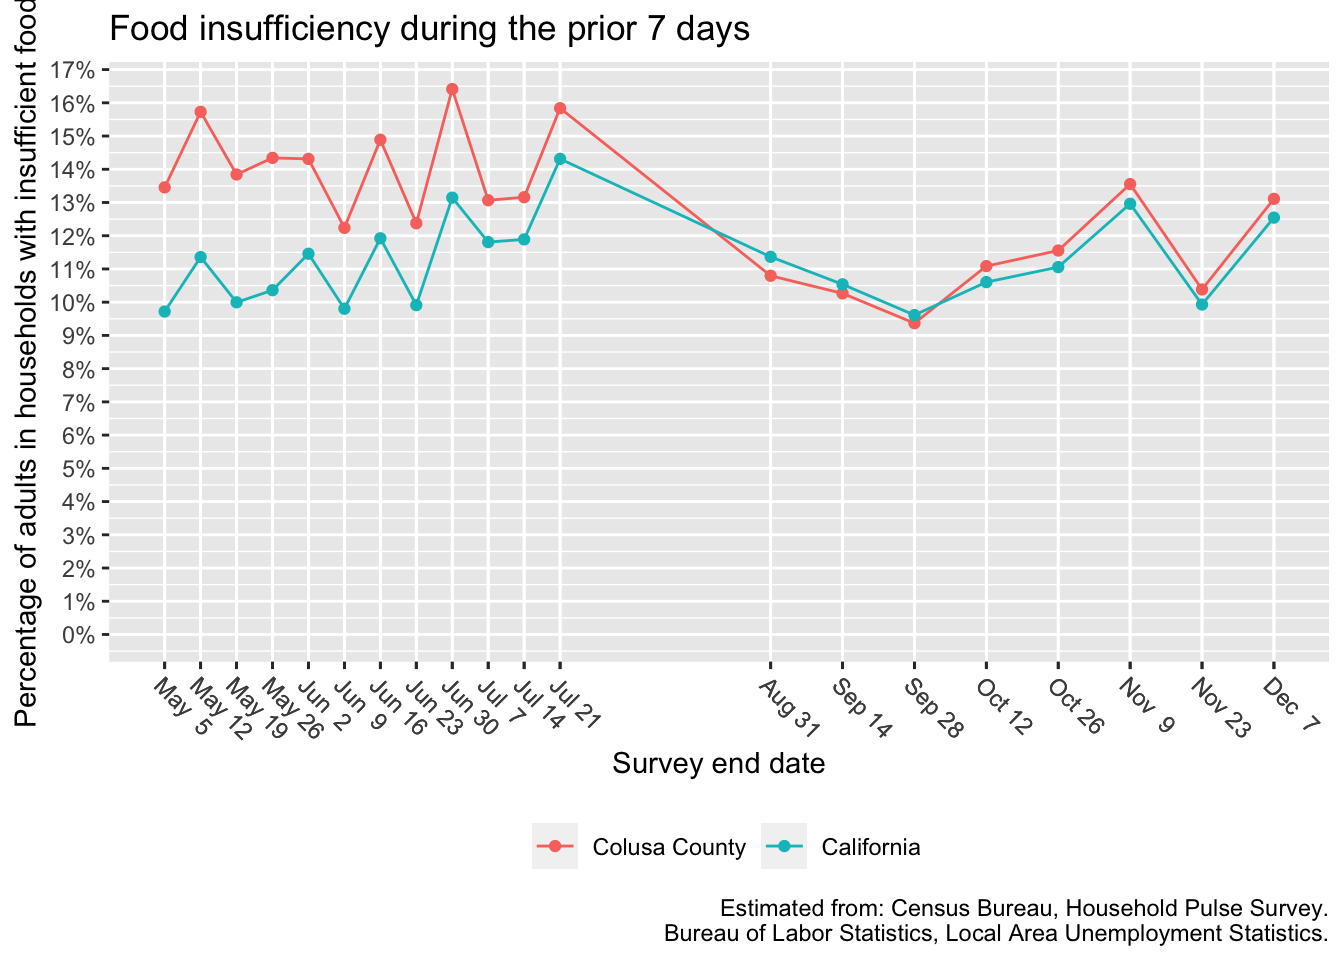 Food insufficiency during the prior 7 days
Percentage of adults in households with insufficient food
17%
16%
15%
14%
13%
12%
11%
10%
9%
8%
7%
6%
5%
4%
3%
2%
1%
0%
May 5
May 12
May 19
May 26
Jun 2
Jun 9
Jun 16
Jun 23
Jun 30
Jul 7
Jul 14
Jul 21
Aug 31
Sep 14
Sep 28
Oct 12
Oct 26
Nov 9
Nov 23
Dec 7
Survey end date
Colusa County
California
Estimated from: Census Bureau, Household Pulse Survey.
Bureau of Labor Statistics, Local Area Unemployment Statistics.